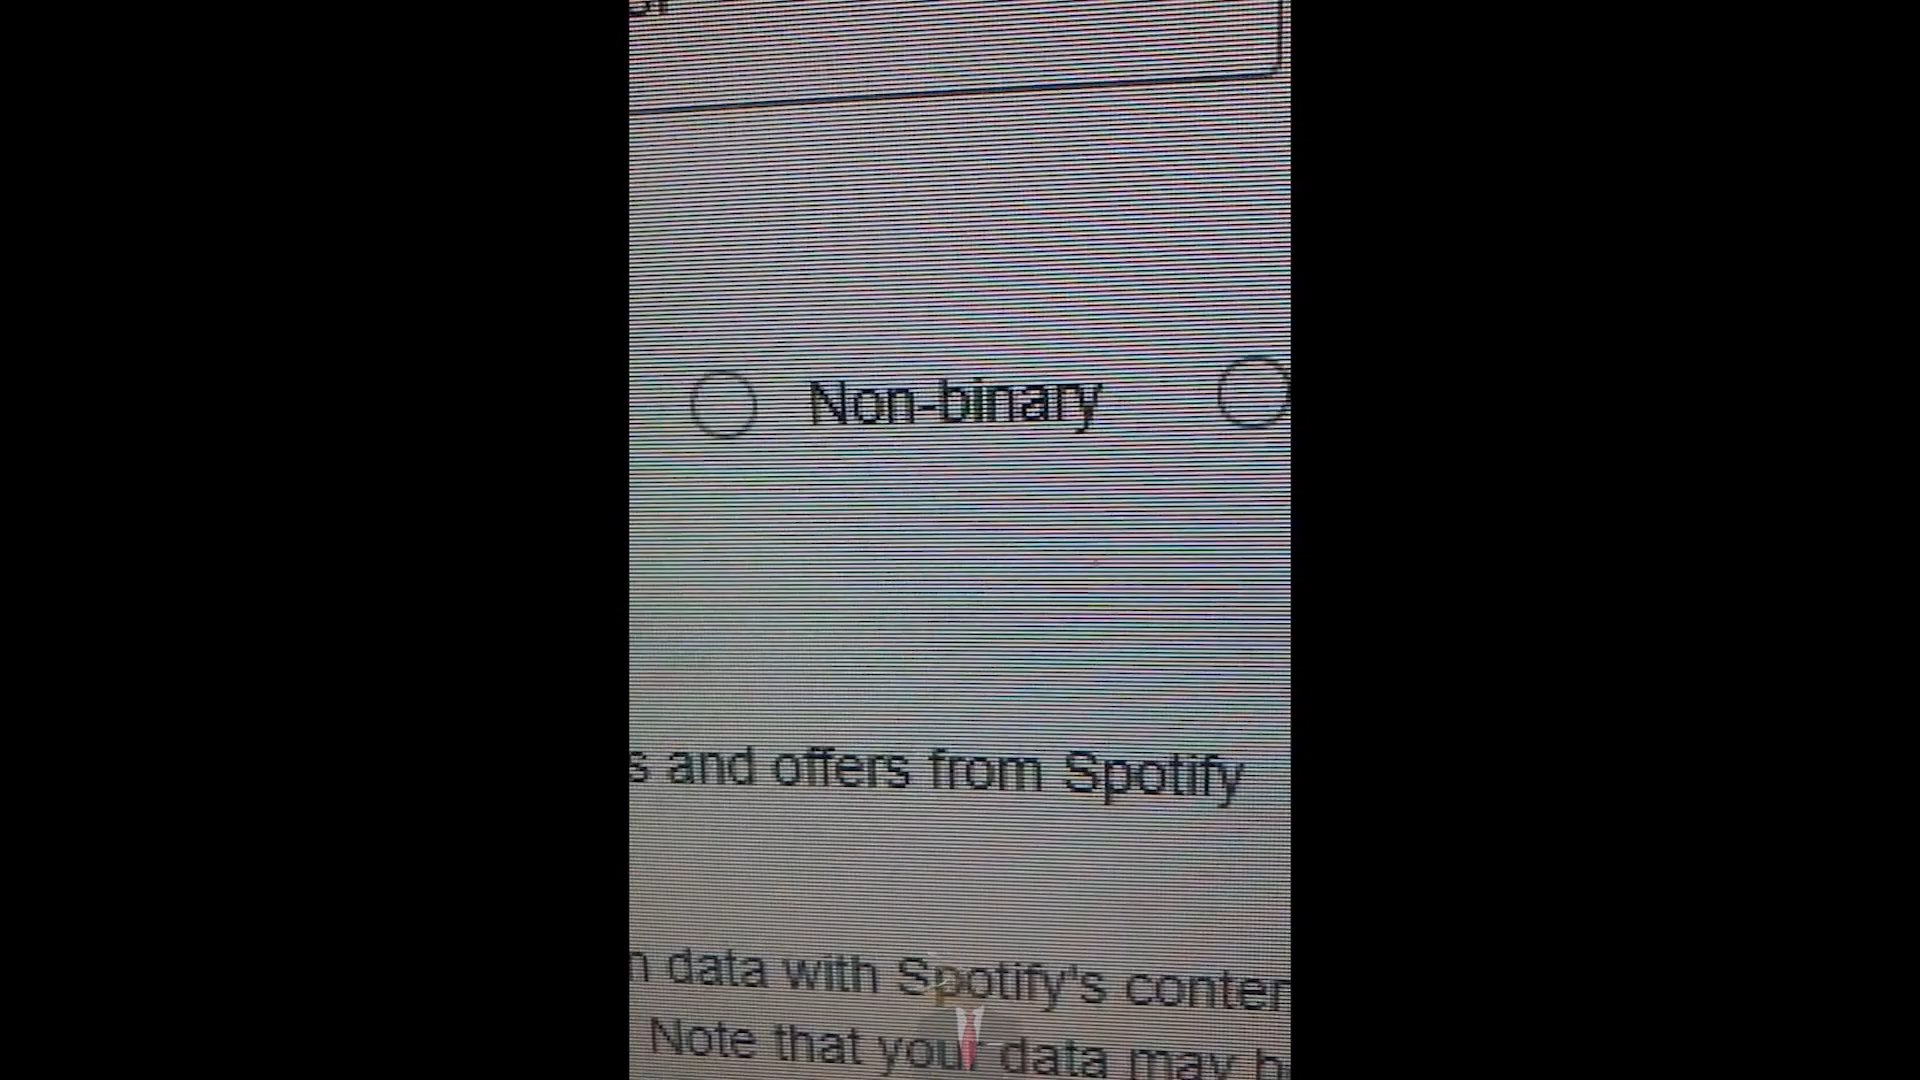 Non-binary
s and offers from Spotify
n data with Spotify's conten
Note that your data may b